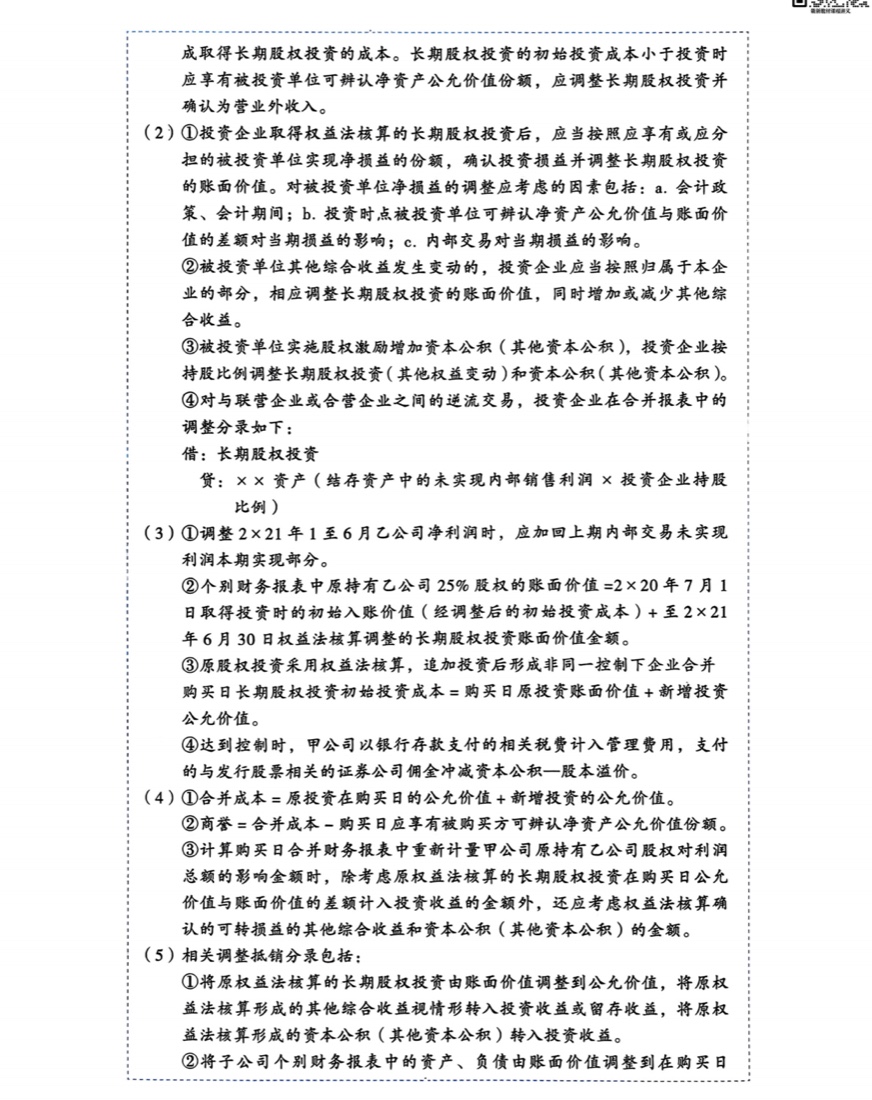 成取得长期股权投资的成本。长期股权投资的初始投资成本小于投资时
应享有被投资单位可辨认净资产公允价值份额，应调整长期股权投资并
确认为营业外收入。
（2）①投资企业取得权益法核算的长期股权投资后，应当按照应享有或应分
担的被投资单位实现净损益的份额，确认投资损益并调整长期股权投资
的账面价值。对被投资单位净损益的调整应考虑的因素包括：a. 会计政
策、会计期间；b. 投资时点被投资单位可辨认净资产公允价值与账面价
值的差额对当期损益的影响；c. 内部交易对当期损益的影响。
②被投资单位其他综合收益发生变动的，投资企业应当按照归属于本企
业的部分，相应调整长期股权投资的账面价值，同时增加或减少其他综
合收益。
③被投资单位实施股权激励增加资本公积（其他资本公积），投资企业按
持股比例调整长期股权投资（其他权益变动）和资本公积（其他资本公积）。
④对与联营企业或合营企业之间的逆流交易，投资企业在合并报表中的
调整分录如下：
借：长期股权投资
贷：××资产（结存资产中的未实现内部销售利润×投资企业持股
比例）
（3）①调整2×21年1至6月乙公司净利润时，应加回上期内部交易未实现
利润本期实现部分。
②个别财务报表中原持有乙公司25%股权的账面价值=2×20年7月1
日取得投资时的初始入账价值（经调整后的初始投资成本）+至2×21
年6月30日权益法核算调整的长期股权投资账面价值金额。
③原股权投资采用权益法核算，追加投资后形成非同一控制下企业合并
购买日长期股权投资初始投资成本=购买日原投资账面价值+新增投资
公允价值。
④达到控制时，甲公司以银行存款支付的相关税费计入管理费用，支付
的与发行股票相关的证券公司佣金冲减资本公积—股本溢价。
（4）①合并成本=原投资在购买日的公允价值+新增投资的公允价值。
②商誉=合并成本-购买日应享有被购买方可辨认净资产公允价值份额。
③计算购买日合并财务报表中重新计量甲公司原持有乙公司股权对利润
总额的影响金额时，除考虑原权益法核算的长期股权投资在购买日公允
价值与账面价值的差额计入投资收益的金额外，还应考虑权益法核算确
认的可转损益的其他综合收益和资本公积（其他资本公积）的金额。
（5）相关调整抵销分录包括：
①将原权益法核算的长期股权投资由账面价值调整到公允价值，将原权
益法核算形成的其他综合收益视情形转入投资收益或留存收益，将原权
益法核算形成的资本公积（其他资本公积）转入投资收益。
②将子公司个别财务报表中的资产、负债由账面价值调整到在购买日